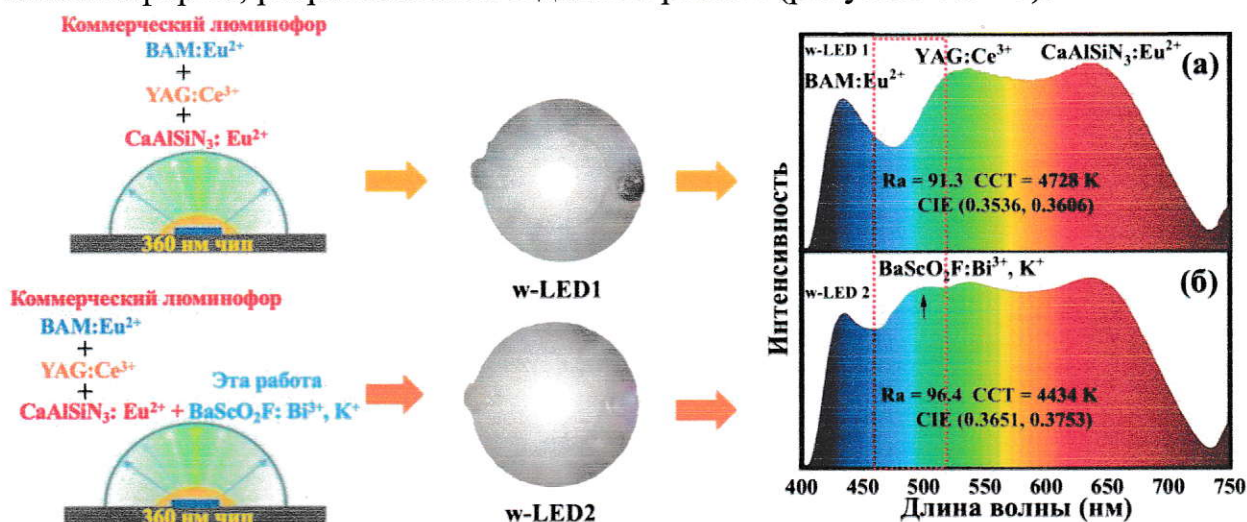 Коммерческий люминофор
BAM:Eu²⁺
+
YAG:Ce³⁺
+
CaAlSiN₃: Eu²⁺
360 нм чип
w-LED1
Коммерческий люминофор
BAM:Eu²⁺
+
YAG:Ce³⁺
+
Эта работа
CaAlSiN₃: Eu²⁺ + BaScO₂F: Bi³⁺, K⁺
360 нм чип
w-LED2
w-LED 1
YAG:Ce³⁺
CaAlSiN₃:Eu²⁺
(а)
BAM:Eu²⁺
Ra = 91.3 CCT = 4728 K
CIE (0.3536, 0.3606)
BaScO₂F:Bi³⁺, K⁺
w-LED 2
(б)
Ra = 96.4 CCT = 4434 K
CIE (0.3651, 0.3753)
Интенсивность
400 450 500 550 600 650 700 750
Длина волны (нм)